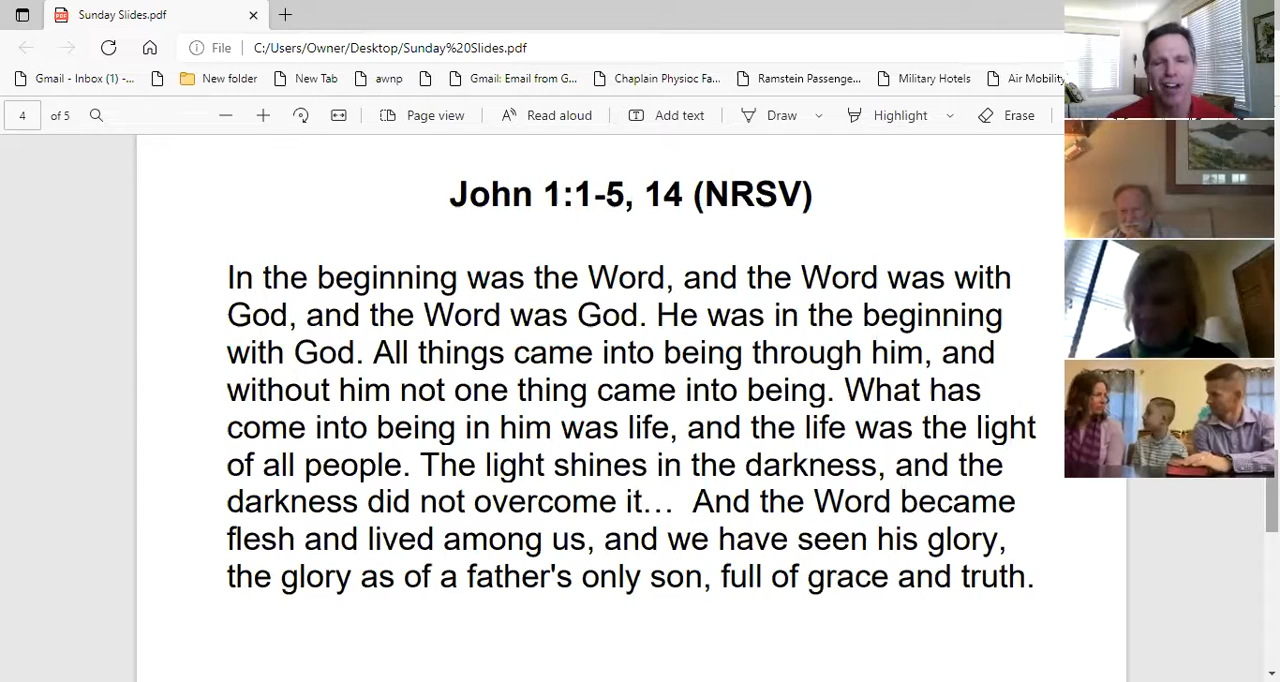 Sunday Slides.pdf
File C:/Users/Owner/Desktop/Sunday%20Slides.pdf
Gmail - Inbox (1) -... New folder New Tab awnp Gmail: Email from G... Chaplain Physioc Fa... Ramstein Passenge... Military Hotels Air Mobility
4 of 5 Page view Read aloud Add text Draw Highlight Erase
John 1:1-5, 14 (NRSV)
In the beginning was the Word, and the Word was with
God, and the Word was God. He was in the beginning
with God. All things came into being through him, and
without him not one thing came into being. What has
come into being in him was life, and the life was the light
of all people. The light shines in the darkness, and the
darkness did not overcome it… And the Word became
flesh and lived among us, and we have seen his glory,
the glory as of a father's only son, full of grace and truth.